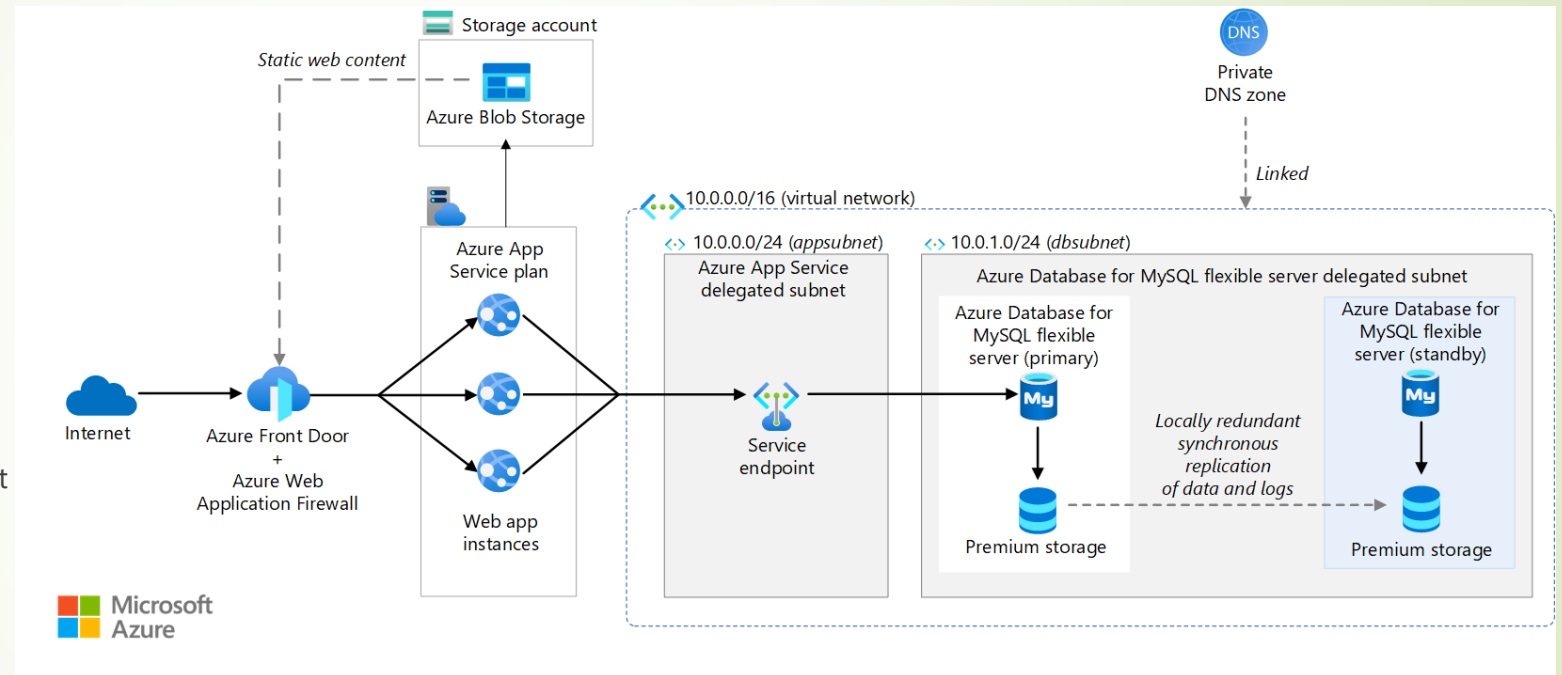 Storage account
Static web content
Azure Blob Storage
DNS
Private
DNS zone
Linked
10.0.0.0/16 (virtual network)
Azure App
Service plan
10.0.0.0/24 (appsubnet)
Azure App Service
delegated subnet
10.0.1.0/24 (dbsubnet)
Azure Database for MySQL flexible server delegated subnet
Azure Database for
MySQL flexible
server (primary)
My
Premium storage
Azure Database for
MySQL flexible
server (standby)
My
Premium storage
Locally redundant
synchronous
replication
of data and logs
Internet
Azure Front Door
+
Azure Web
Application Firewall
Web app
instances
Service
endpoint
t
Microsoft
Azure